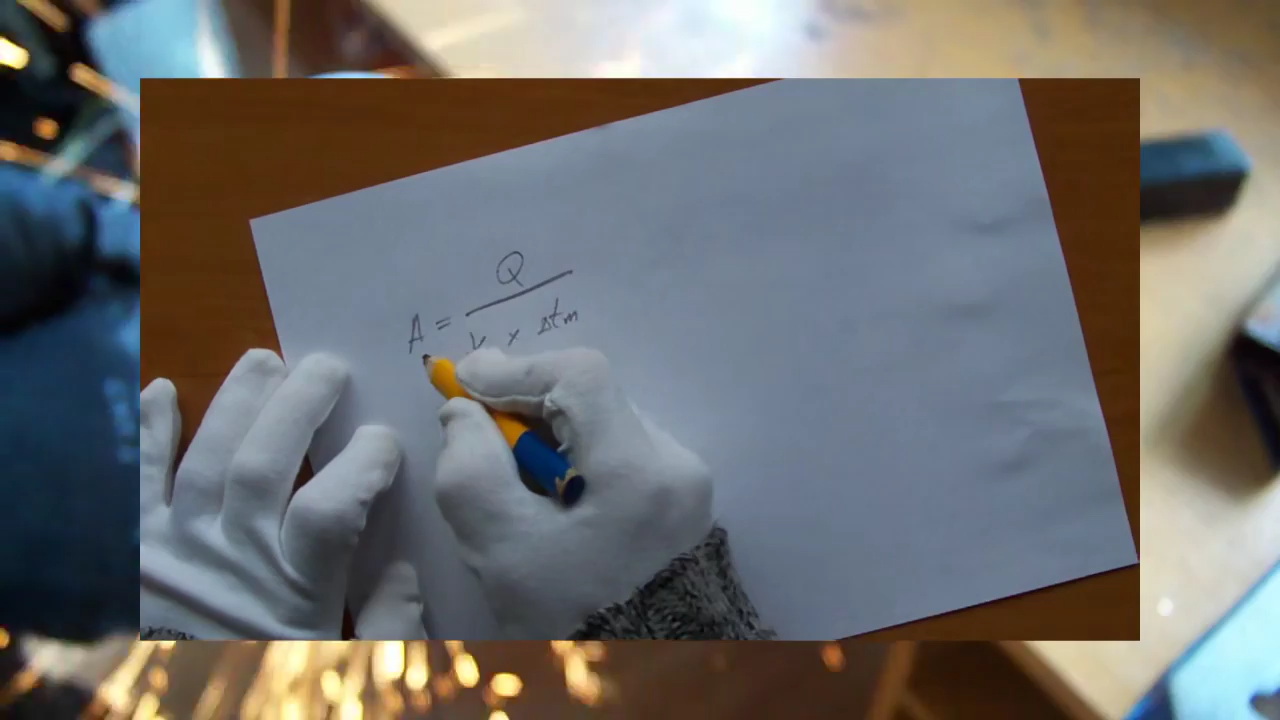 A = Q
k × Δtm